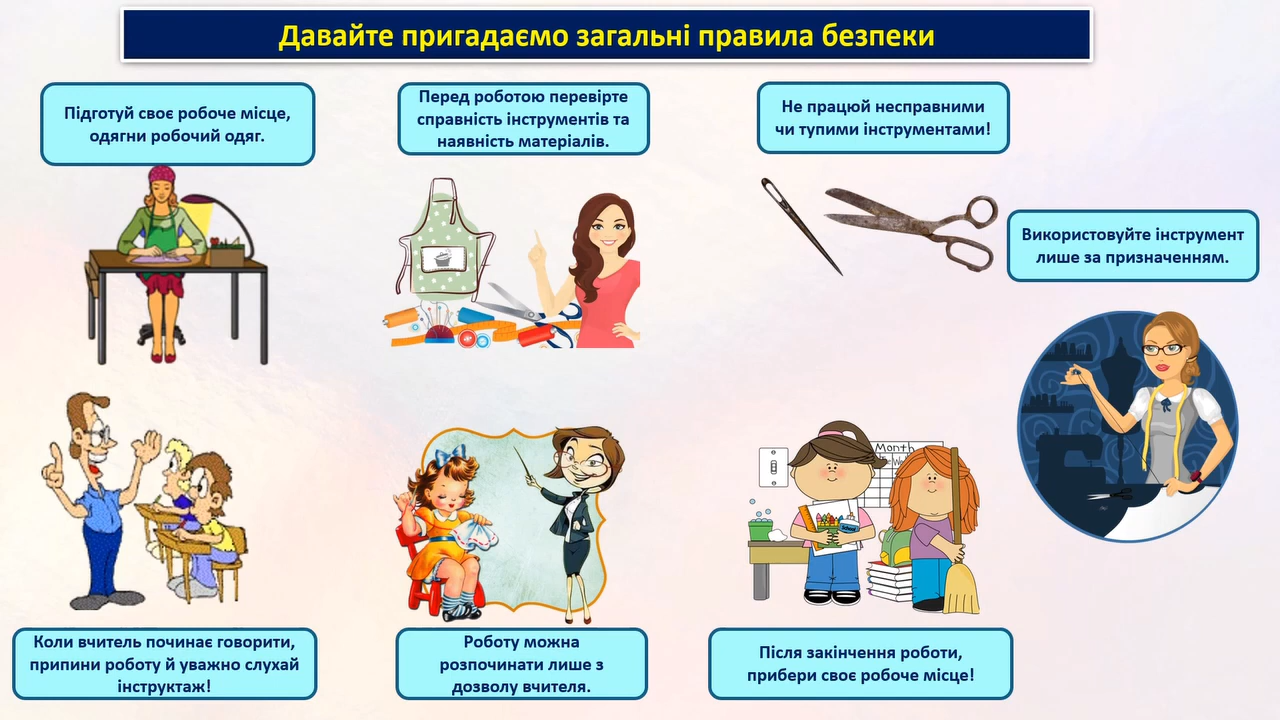 Давайте пригадаємо загальні правила безпеки
Підготуй своє робоче місце,
одягни робочий одяг.
Перед роботою перевірте
справність інструментів та
наявність матеріалів.
Не працюй несправними
чи тупими інструментами!
Використовуйте інструмент
лише за призначенням.
Month
Коли вчитель починає говорити,
припини роботу й уважно слухай
інструктаж!
Роботу можна
розпочинати лише з
дозволу вчителя.
Після закінчення роботи,
прибери своє робоче місце!